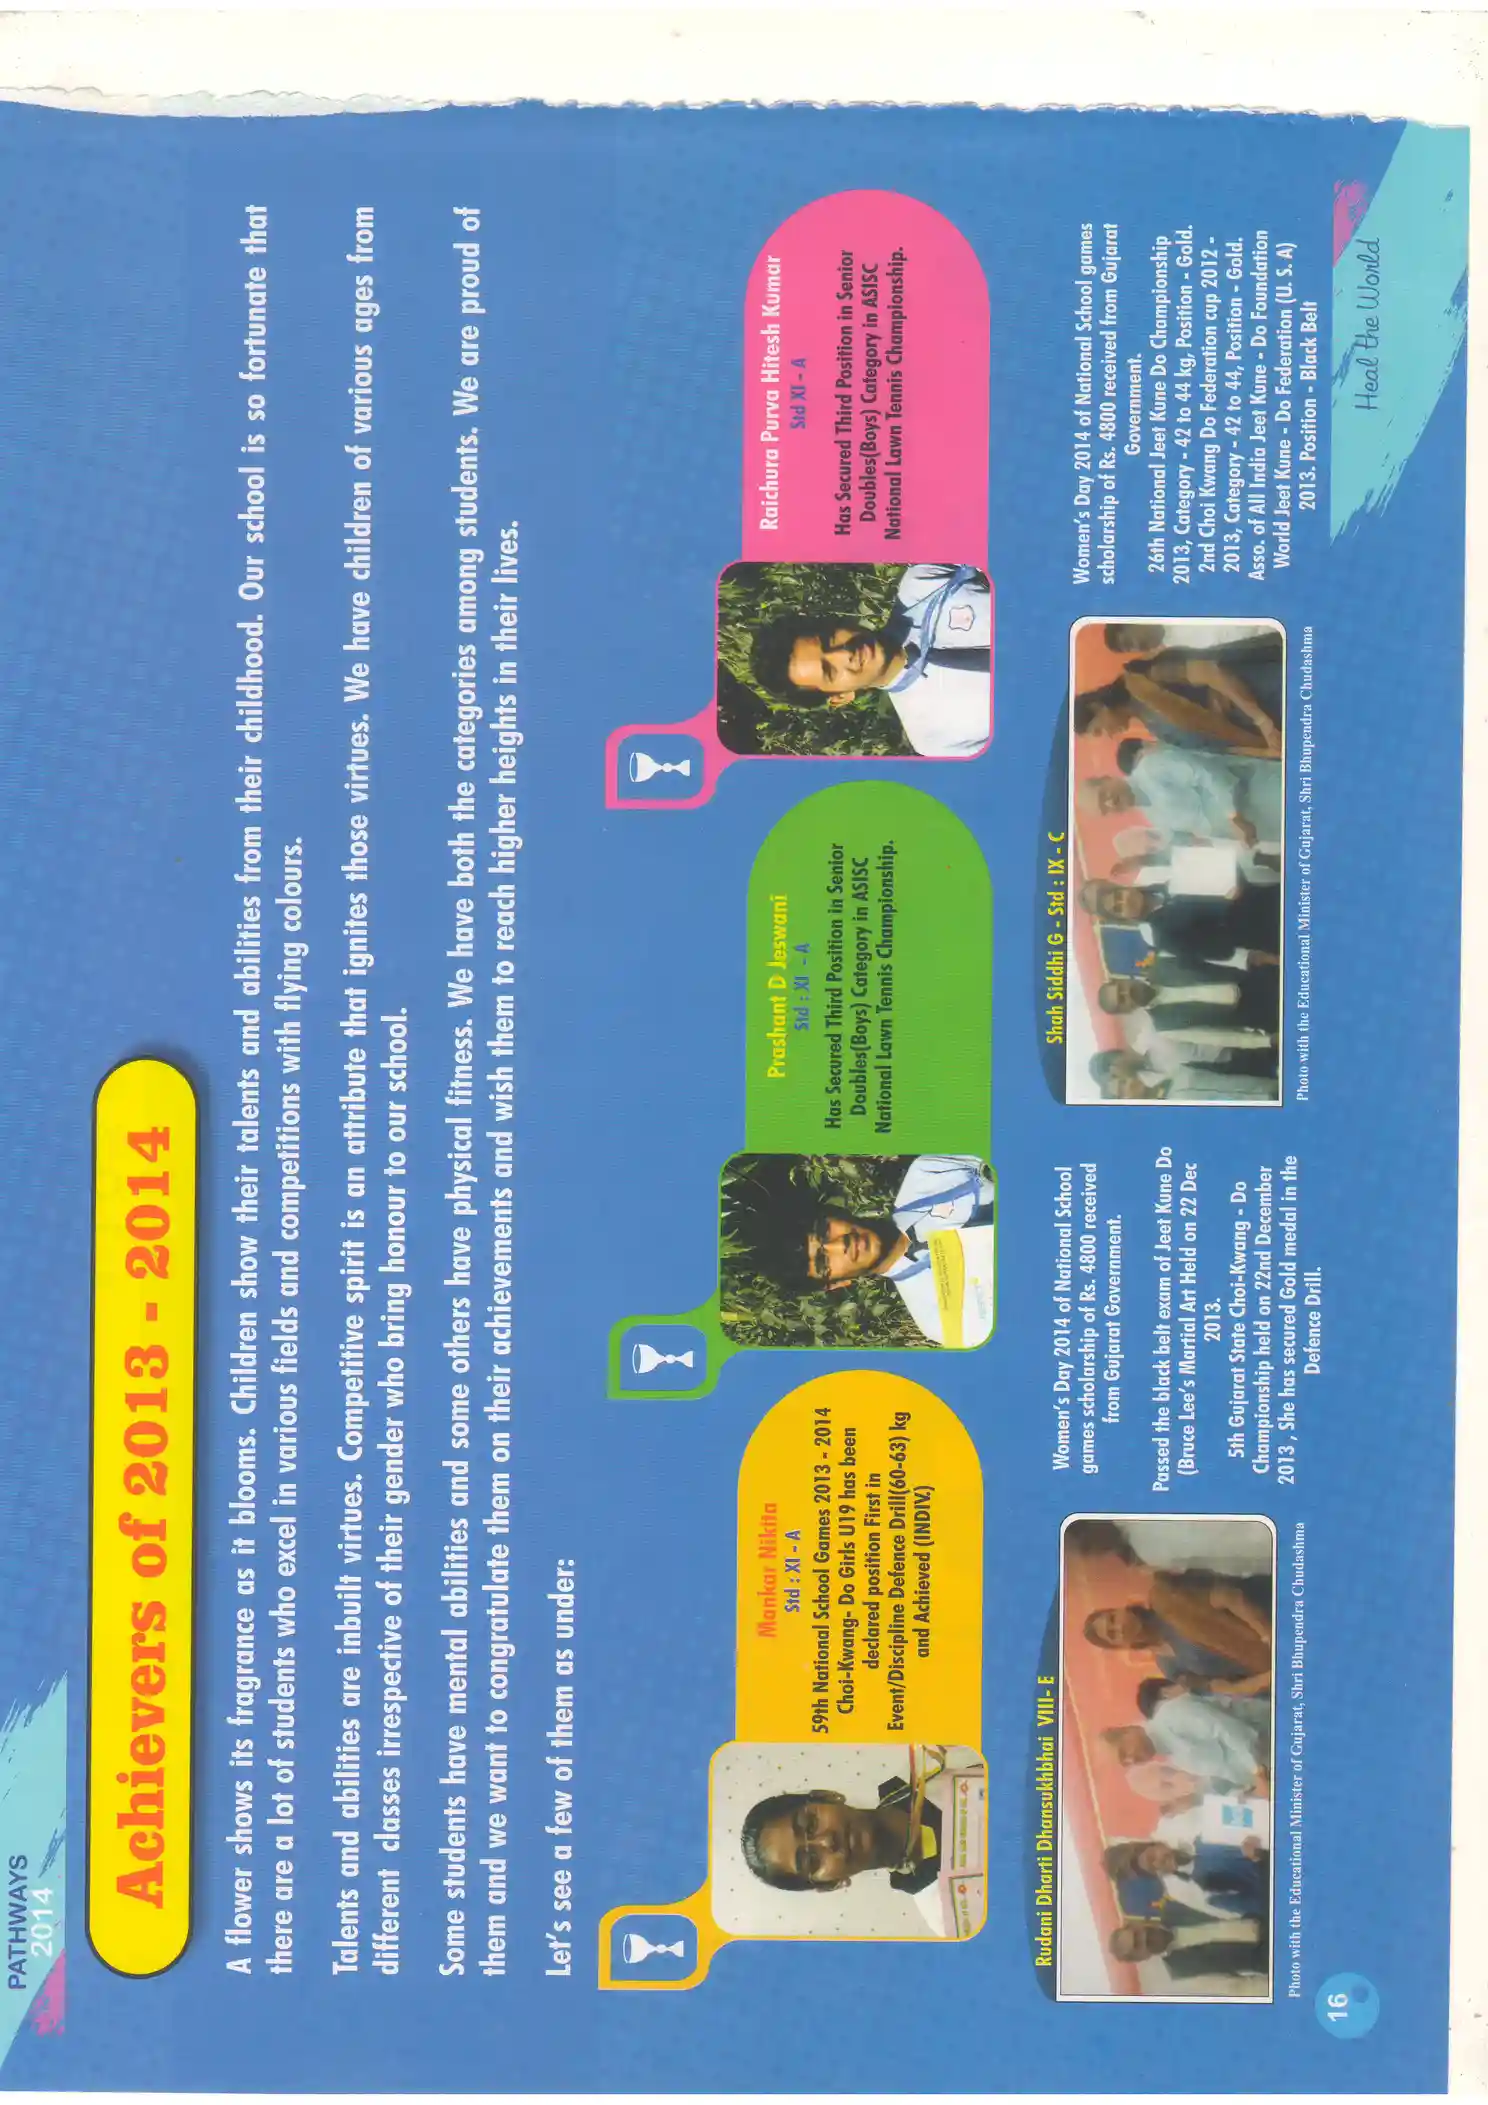 PATHWAYS
2014
Achievers of 2013 - 2014
A flower shows its fragrance as it blooms. Children show their talents and abilities from their childhood. Our school is so fortunate that
there are a lot of students who excel in various fields and competitions with flying colours.
Talents and abilities are inbuilt virtues. Competitive spirit is an attribute that ignites those virtues. We have children of various ages from
different classes irrespective of their gender who bring honour to our school.
Some students have mental abilities and some others have physical fitness. We have both the categories among students. We are proud of
them and we want to congratulate them on their achievements and wish them to reach higher heights in their lives.
Let's see a few of them as under:
Mankar Nikita
Std : XI - A
59th National School Games 2013 - 2014
Choi-Kwang- Do Girls U19 has been
declared position First in
Event/Discipline Defence Drill(60-63) kg
and Achieved (INDIV.)
Prashant D Jeswani
Std : XI - A
Has Secured Third Position in Senior
Doubles(Boys) Category in ASISC
National Lawn Tennis Championship.
Raichura Purva Hitesh Kumar
Std XI - A
Has Secured Third Position in Senior
Doubles(Boys) Category in ASISC
National Lawn Tennis Championship.
Rudani Dharti Dhansukhbhai VIII- E
Photo with the Educational Minister of Gujarat, Shri Bhupendra Chudashma
Women's Day 2014 of National School
games scholarship of Rs. 4800 received
from Gujarat Government.
Passed the black belt exam of Jeet Kune Do
(Bruce Lee's Martial Art Held on 22 Dec
2013.
5th Gujarat State Choi-Kwang - Do
Championship held on 22nd December
2013 , She has secured Gold medal in the
Defence Drill.
Shah Siddhi G - Std : IX - C
Photo with the Educational Minister of Gujarat, Shri Bhupendra Chudashma
Women's Day 2014 of National School games
scholarship of Rs. 4800 received from Gujarat
Government.
26th National Jeet Kune Do Championship
2013, Category - 42 to 44 kg, Position - Gold.
2nd Choi Kwang Do Federation cup 2012 -
2013, Category - 42 to 44, Position - Gold.
Asso. of All India Jeet Kune - Do Foundation
World Jeet Kune - Do Federation (U. S. A)
2013. Position - Black Belt
16
Heal the World